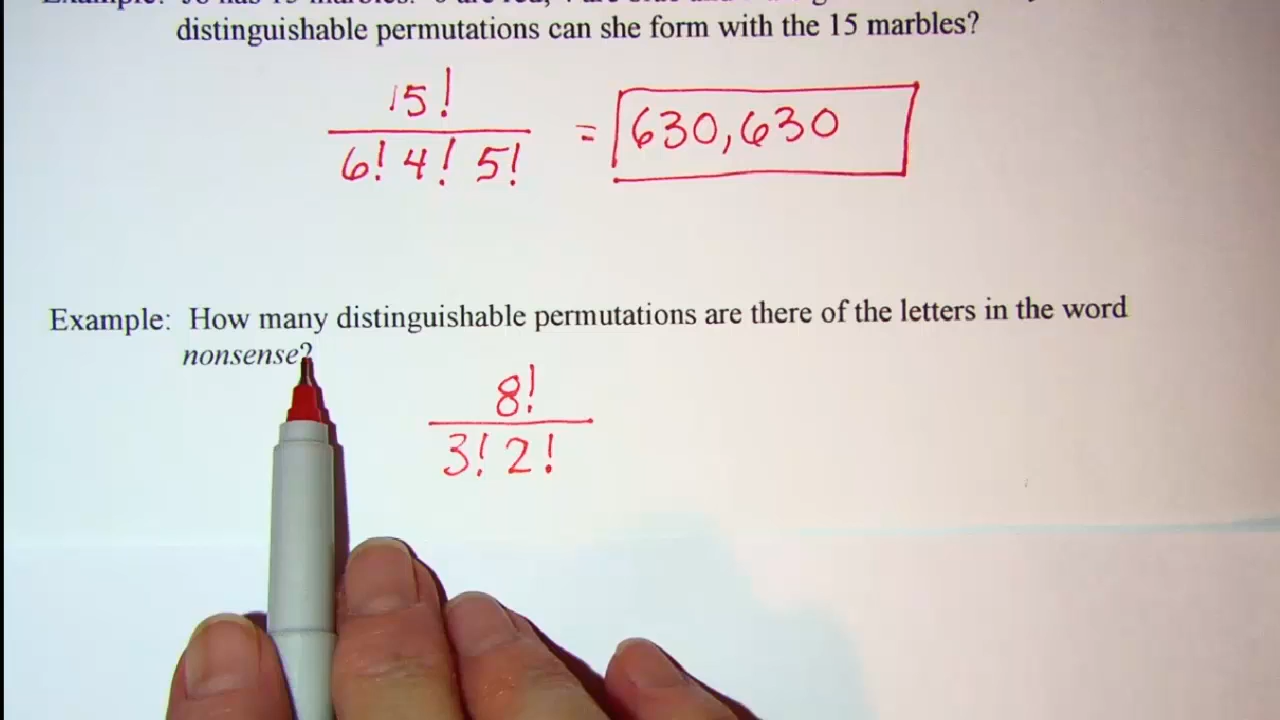 distinguishable permutations can she form with the 15 marbles?
15!
6! 4! 5!
= 630,630
Example: How many distinguishable permutations are there of the letters in the word
nonsense?
8!
3! 2!